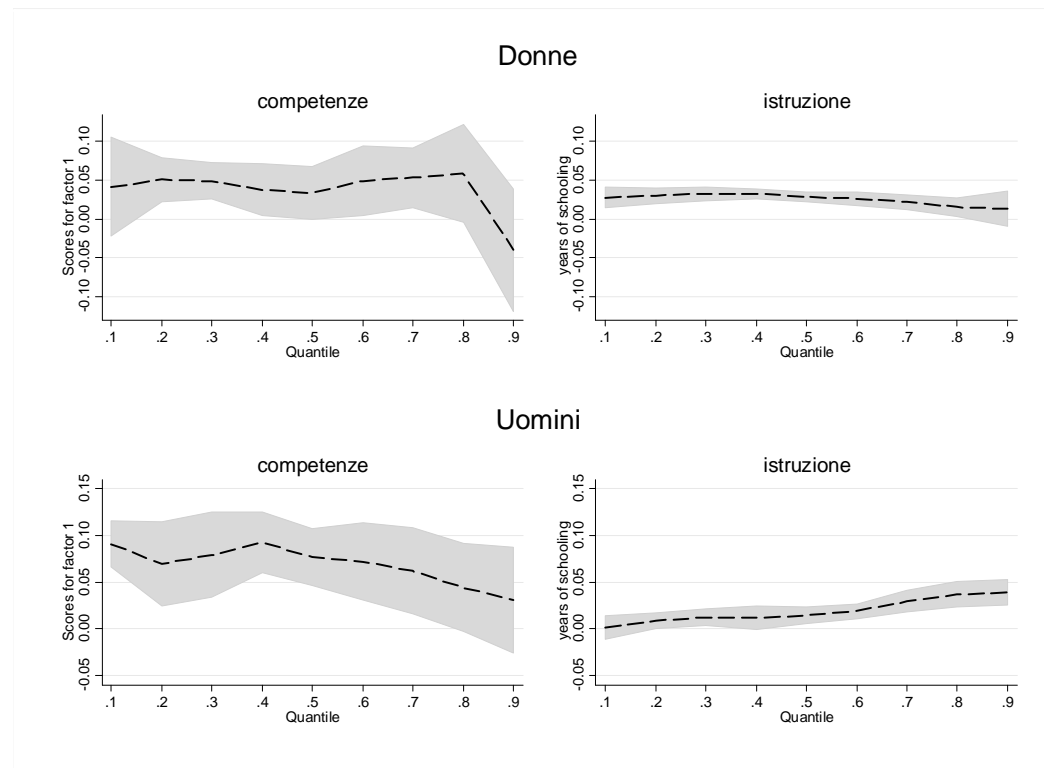 Donne
competenze
istruzione
Scores for factor 1
-0.10 -0.05 0.00 0.05 0.10
.1 .2 .3 .4 .5 .6 .7 .8 .9
Quantile
years of schooling
-0.10 -0.05 0.00 0.05 0.10
.1 .2 .3 .4 .5 .6 .7 .8 .9
Quantile
Uomini
competenze
istruzione
Scores for factor 1
-0.05 0.00 0.05 0.10 0.15
.1 .2 .3 .4 .5 .6 .7 .8 .9
Quantile
years of schooling
-0.05 0.00 0.05 0.10 0.15
.1 .2 .3 .4 .5 .6 .7 .8 .9
Quantile